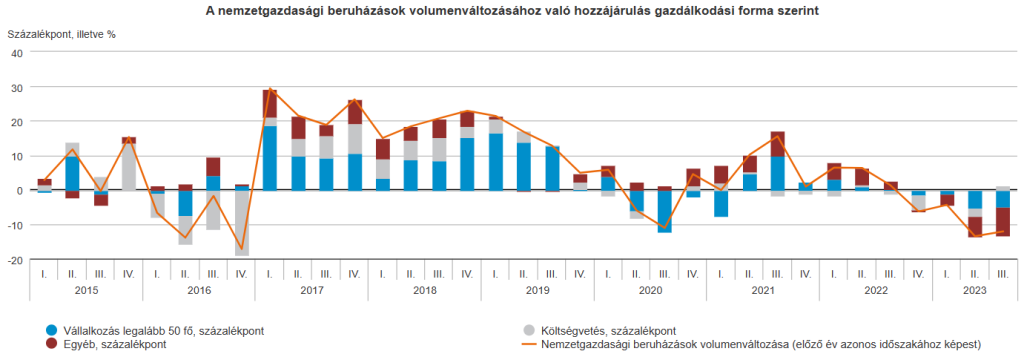 A nemzetgazdasági beruházások volumenváltozásához való hozzájárulás gazdálkodási forma szerint
Százalékpont, illetve %
40
30
20
10
0
-10
-20
I. II. III. IV. I. II. III. IV. I. II. III. IV. I. II. III. IV. I. II. III. IV. I. II. III. IV. I. II. III. IV. I. II. III. IV. I. II. III.
2015 2016 2017 2018 2019 2020 2021 2022 2023
Vállalkozás legalább 50 fő, százalékpont
Költségvetés, százalékpont
Egyéb, százalékpont
Nemzetgazdasági beruházások volumenváltozása (előző év azonos időszakához képest)